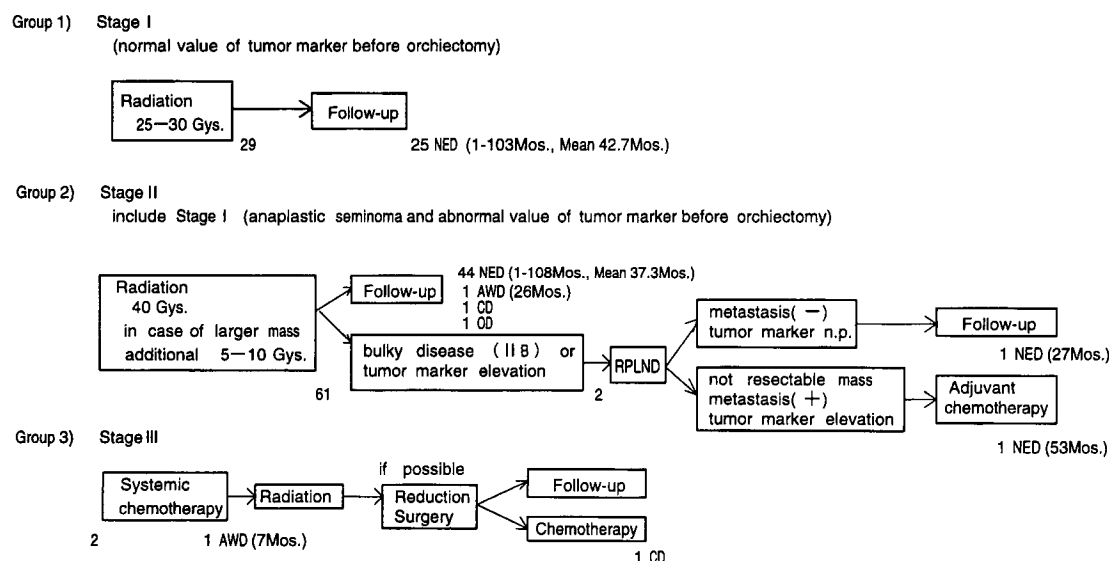 Group 1) Stage I
(normal value of tumor marker before orchiectomy)
Radiation
25—30 Gys.
Follow-up
29
25 NED (1-103Mos., Mean 42.7Mos.)
Group 2) Stage II
include Stage I (anaplastic seminoma and abnormal value of tumor marker before orchiectomy)
Radiation
40 Gys.
in case of larger mass
additional 5—10 Gys.
61
Follow-up
44 NED (1-108Mos., Mean 37.3Mos.)
1 AWD (26Mos.)
1 CD
1 OD
bulky disease (IIB) or
tumor marker elevation
2
RPLND
metastasis(—)
tumor marker n.p.
Follow-up
1 NED (27Mos.)
not resectable mass
metastasis(+)
tumor marker elevation
Adjuvant
chemotherapy
1 NED (53Mos.)
Group 3) Stage III
Systemic
chemotherapy
2
1 AWD (7Mos.)
Radiation
if possible
Reduction
Surgery
Follow-up
Chemotherapy
1 CD